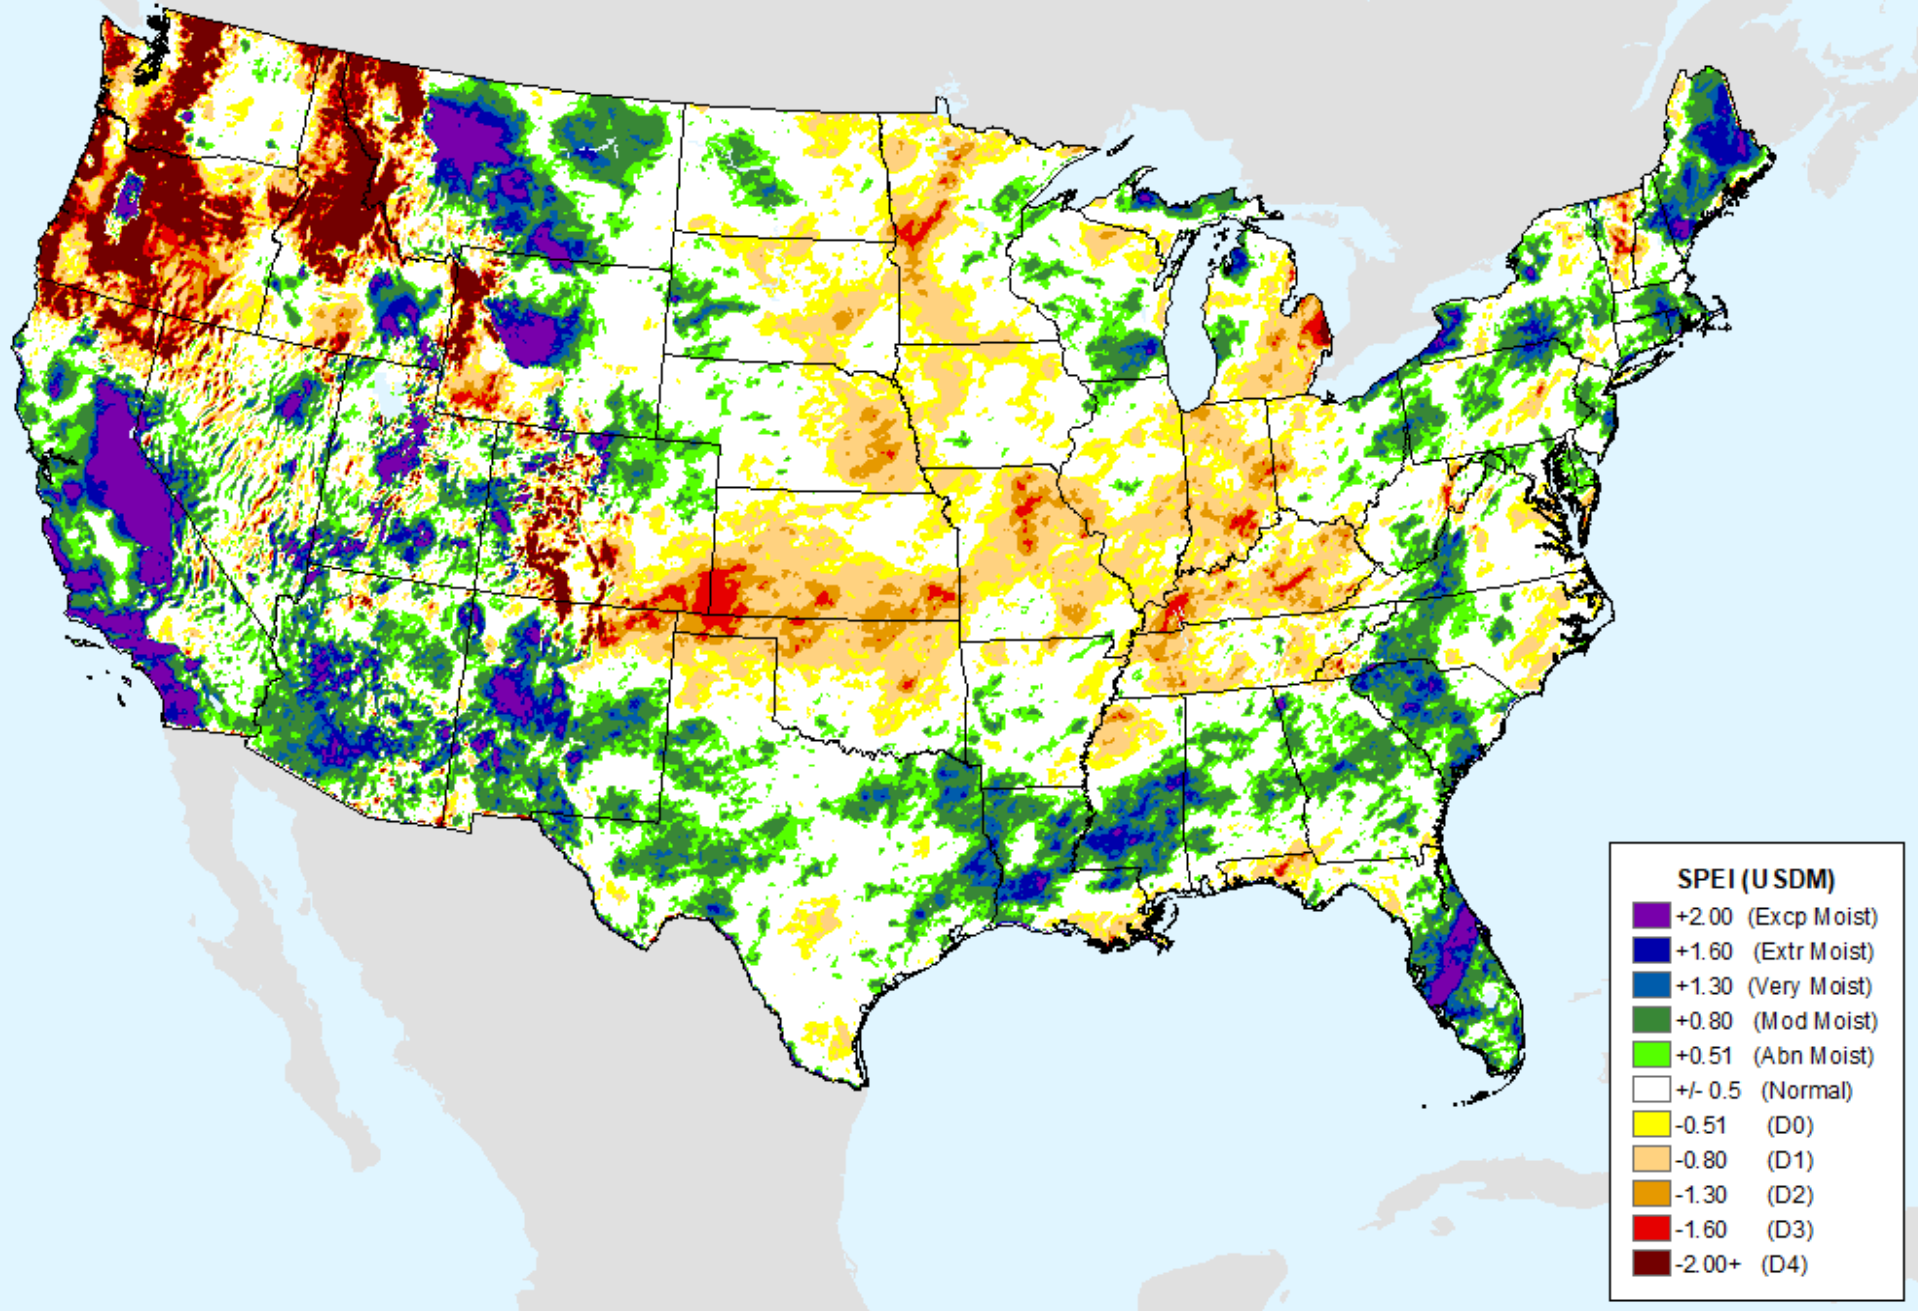 SPEI (USDM)
+2.00 (Excp Moist)
+1.60 (Extr Moist)
+1.30 (Very Moist)
+0.80 (Mod Moist)
+0.51 (Abn Moist)
+/- 0.5 (Normal)
-0.51 (D0)
-0.80 (D1)
-1.30 (D2)
-1.60 (D3)
-2.00+ (D4)